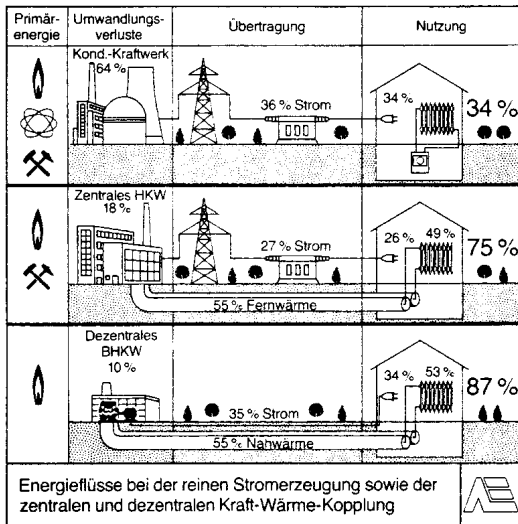 Primär-
energie
Umwandlungs-
verluste
Übertragung
Nutzung
Kond.-Kraftwerk
64 %
36 % Strom
34 %
34 %
Zentrales HKW
18 %
27 % Strom
26 %
49 %
75 %
55 % Fernwärme
Dezentrales
BHKW
10 %
35 % Strom
34 %
53 %
87 %
55 % Nahwärme
Energieflüsse bei der reinen Stromerzeugung sowie der
zentralen und dezentralen Kraft-Wärme-Kopplung